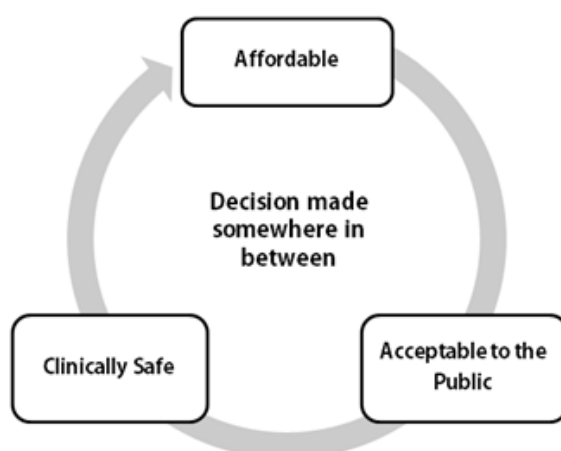 Affordable
Decision made
somewhere in
between
Clinically Safe
Acceptable to the
Public